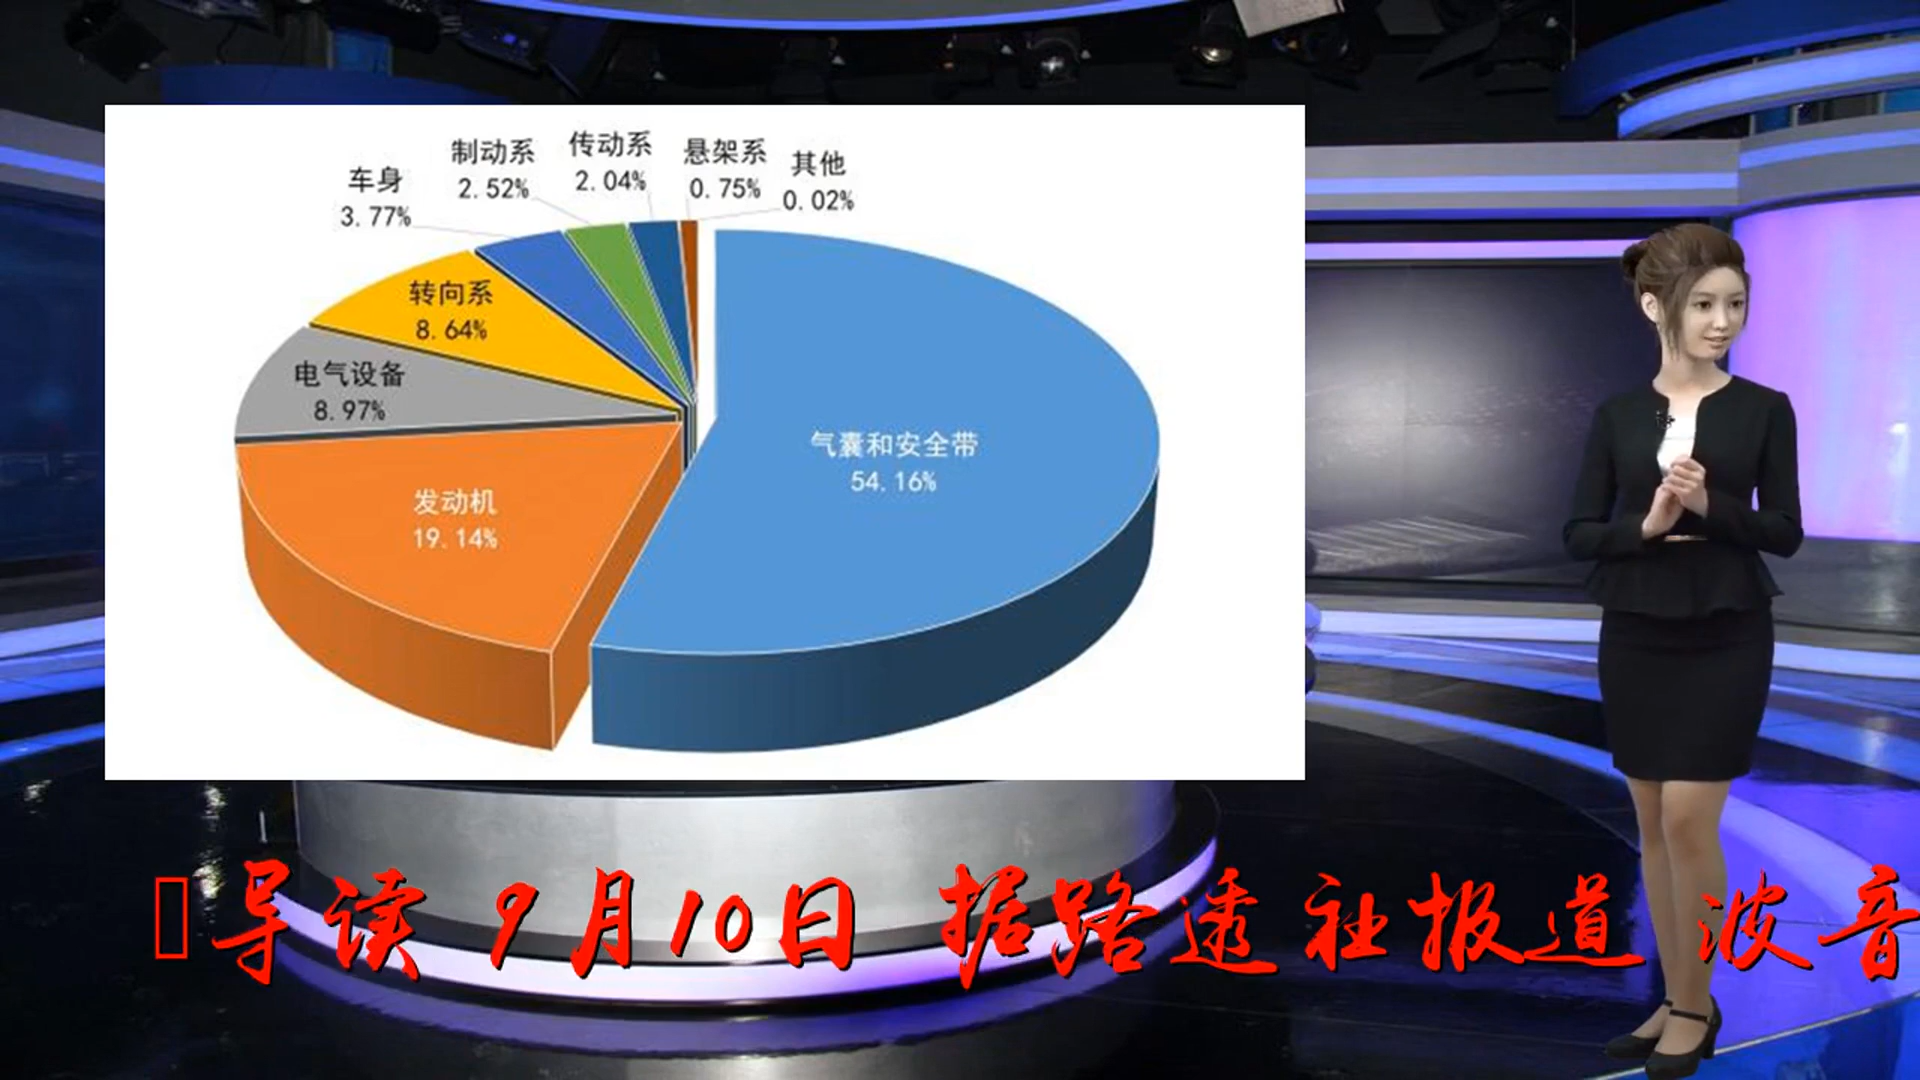 制动系
2.52%
传动系
2.04%
悬架系
0.75%
其他
0.02%
车身
3.77%
转向系
8.64%
电气设备
8.97%
发动机
19.14%
气囊和安全带
54.16%
导读 9月10日 据路透社报道 波音